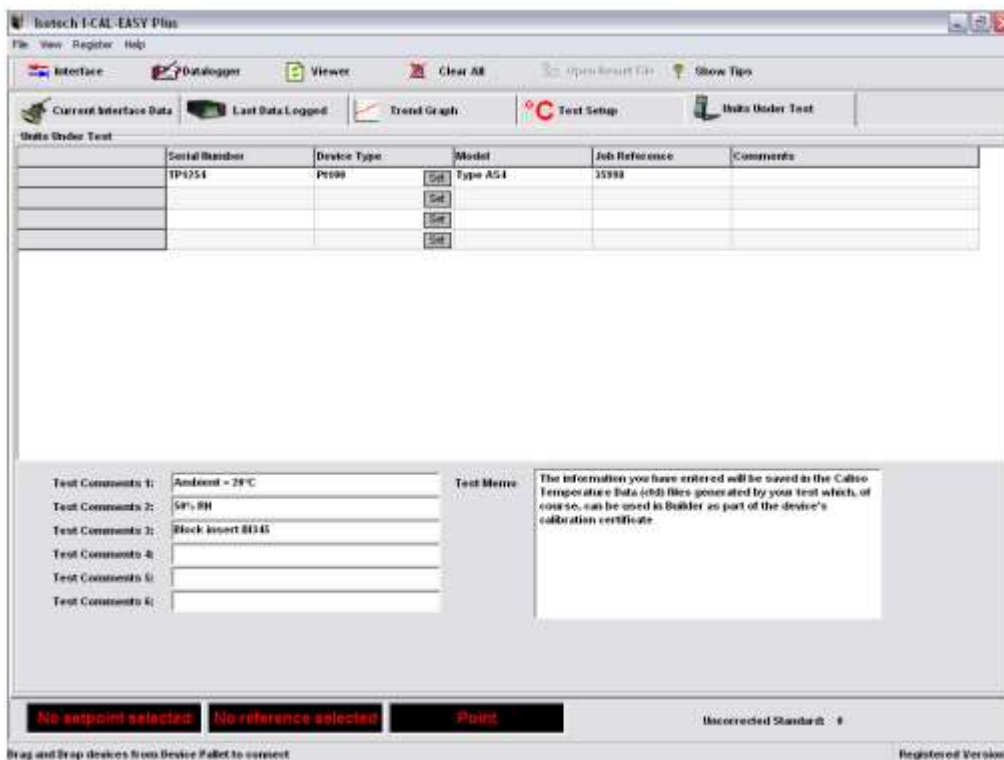 Isotech I-CAL-EASY Plus
File View Register Help
Interface Datalogger Viewer Clear All Open Result File Show Tips
Current Interface Data Last Data Logged Trend Graph °C Test Setup Units Under Test
Units Under Test
Serial Number Device Type Model Job Reference Comments
TP1254 Pt100 Set Type A54 35998
Set
Set
Set
Test Comments 1: Ambient = 20°C
Test Comments 2: 50% RH
Test Comments 3: Block insert BI345
Test Comments 4:
Test Comments 5:
Test Comments 6:
Test Memo
The information you have entered will be saved in the Caliso
Temperature Data (ctd) files generated by your test which, of
course, can be used in Builder as part of the device's
calibration certificate
No setpoint selected No reference selected Point Uncorrected Standard: 0
Drag and Drop devices from Device Pallet to connect Registered Version